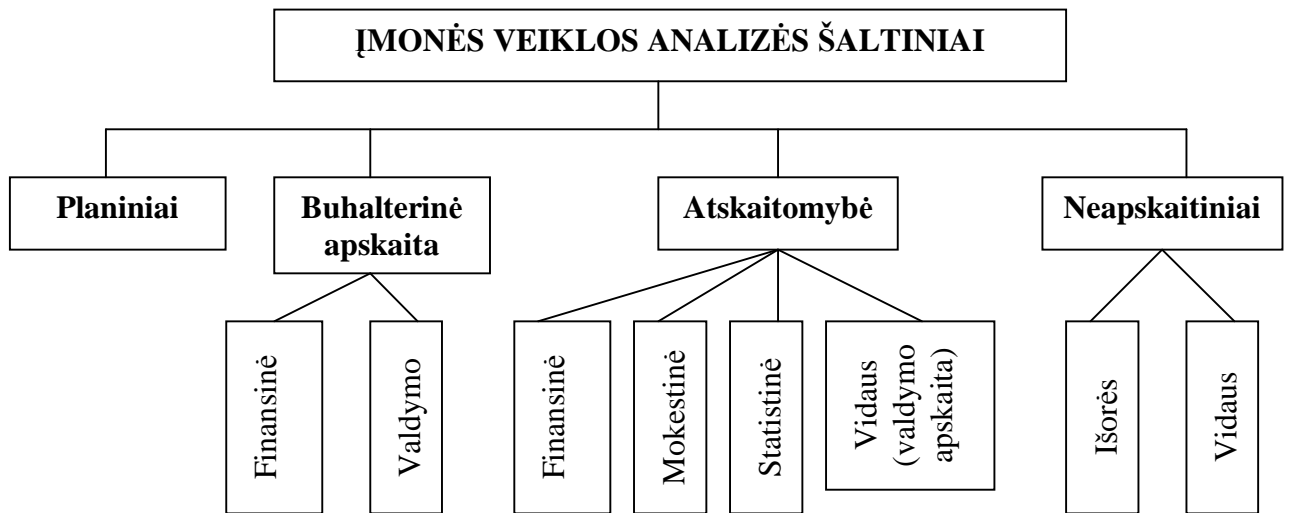 ĮMONĖS VEIKLOS ANALIZĖS ŠALTINIAI
Planiniai
Buhalterinė
apskaita
Atskaitomybė
Neapskaitiniai
Finansinė
Valdymo
Finansinė
Mokestinė
Statistinė
Vidaus
(valdymo
apskaita)
Išorės
Vidaus